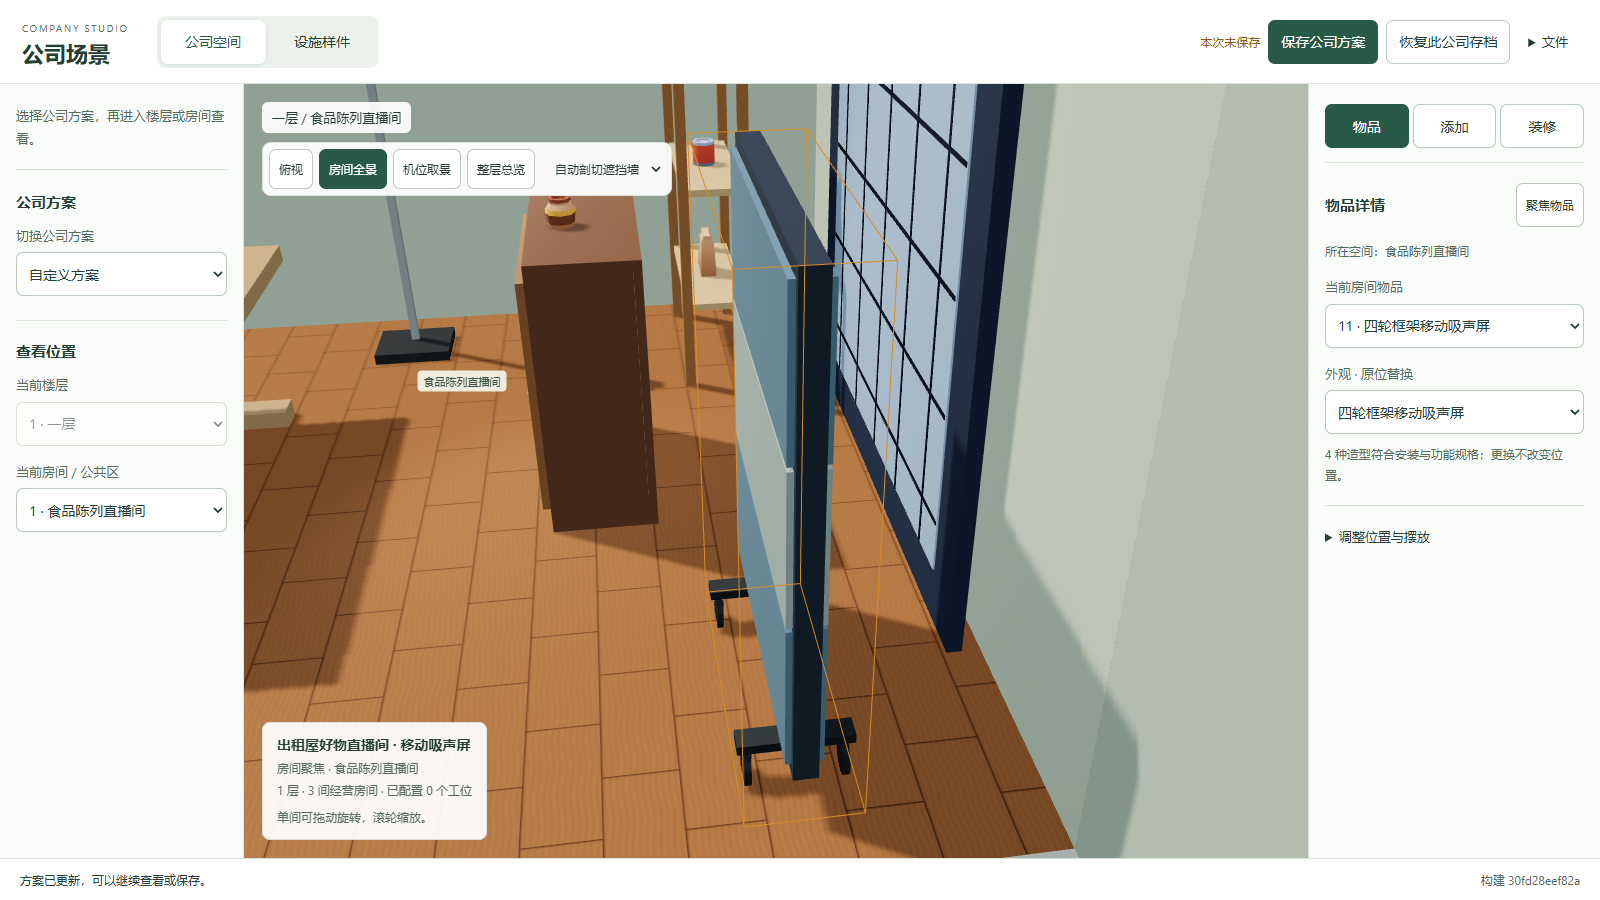 COMPANY STUDIO
公司场景
公司空间
设施样件
本次未保存
保存公司方案
恢复此公司存档
▶ 文件
选择公司方案，再进入楼层或房间查看。
公司方案
切换公司方案
自定义方案
查看位置
当前楼层
1 · 一层
当前房间 / 公共区
1 · 食品陈列直播间
一层 / 食品陈列直播间
俯视
房间全景
机位取景
整层总览
自动剖切遮挡墙
食品陈列直播间
出租屋好物直播间 · 移动吸声屏
房间聚焦 · 食品陈列直播间
1 层 · 3 间经营房间 · 已配置 0 个工位
单间可拖动旋转，滚轮缩放。
物品
添加
装修
物品详情
聚焦物品
所在空间：食品陈列直播间
当前房间物品
11 · 四轮框架移动吸声屏
外观 · 原位替换
四轮框架移动吸声屏
4 种造型符合安装与功能规格；更换不改变位置。
▶ 调整位置与摆放
方案已更新，可以继续查看或保存。
构建 30fd28eef82a